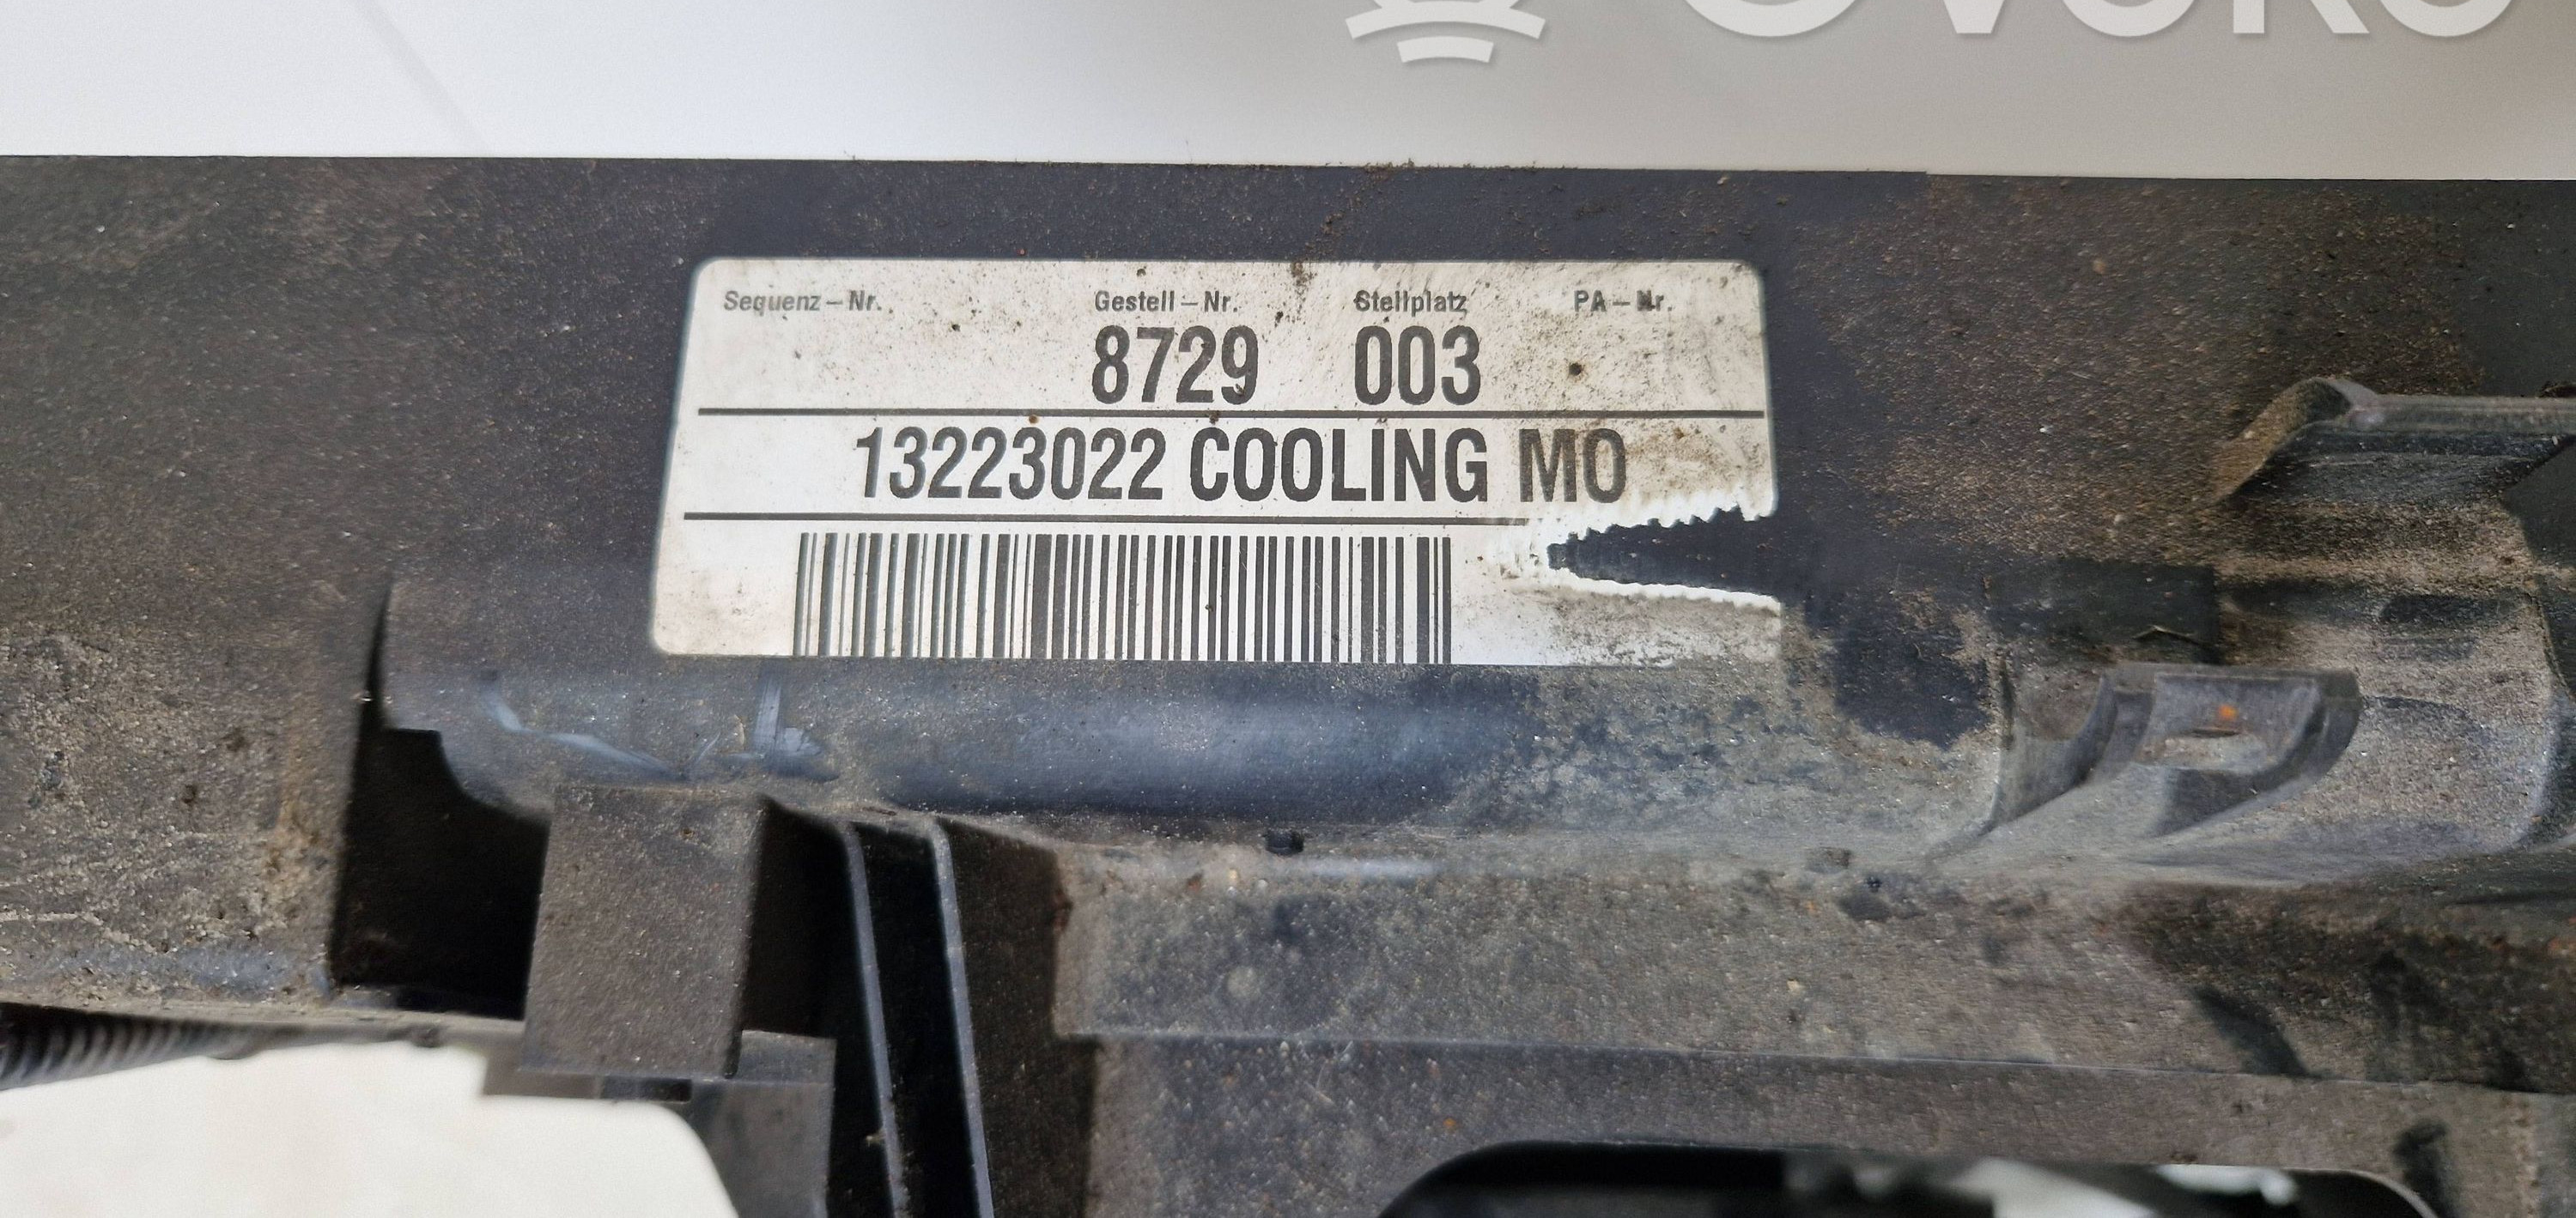 Sequenz – Nr. Gestell – Nr. Stellplatz PA – Nr.
8729 003
13223022 COOLING MO